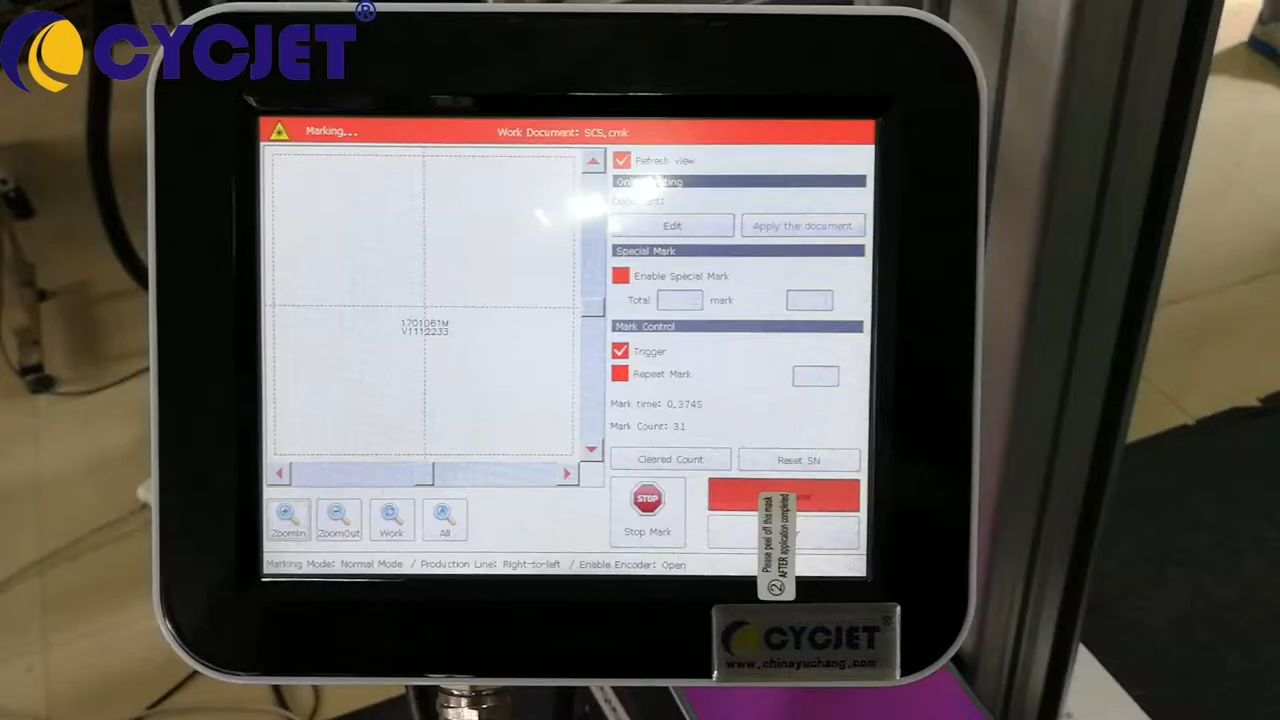 CYCJET®
Marking... Work Document: SCS.cmk
Refresh view
Document:
Edit Apply the document
Special Mark
Enable Special Mark
Total mark
Mark Control
1701061M
V1112233
Trigger
Repeat Mark
Mark time: 0.374S
Mark Count: 31
Cleared Count Reset SN
STOP
Stop Mark
ZoomIn ZoomOut Work All
Marking Mode: Normal Mode / Production Line: Right-to-left / Enable Encoder: Open
② Please peel off this mask
AFTER application completed
CYCJET®
www.chinayuchang.com